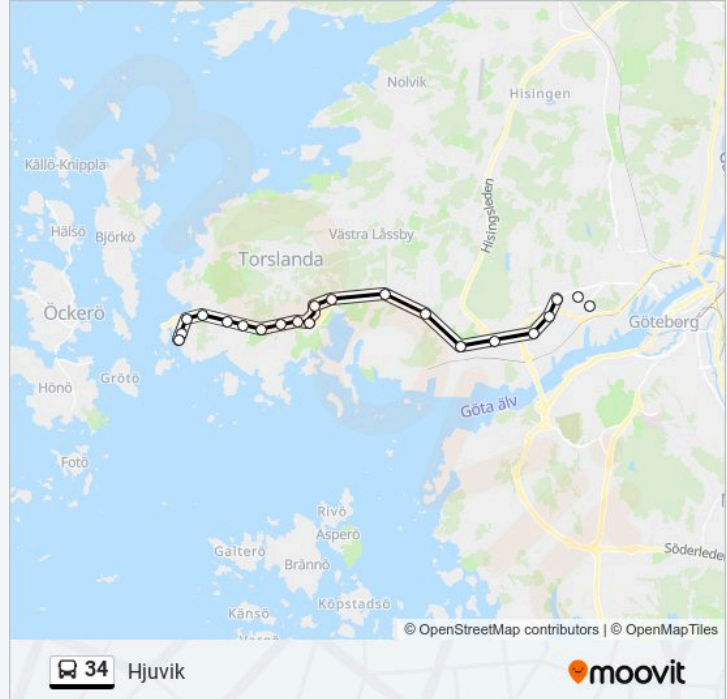 Nolvik
Hisingen
Källö-Knippla
Hisingsleden
Hälsö
Björkö
Västra Låssby
Torslanda
Öckerö
Göteborg
Hönö
Grötö
Göta älv
Fotö
Rivö
Asperö
Galterö
Brännö
Söderleden
Känsö
Köpstadsö
© OpenStreetMap contributors | © OpenMapTiles
34 Hjuvik
moovit